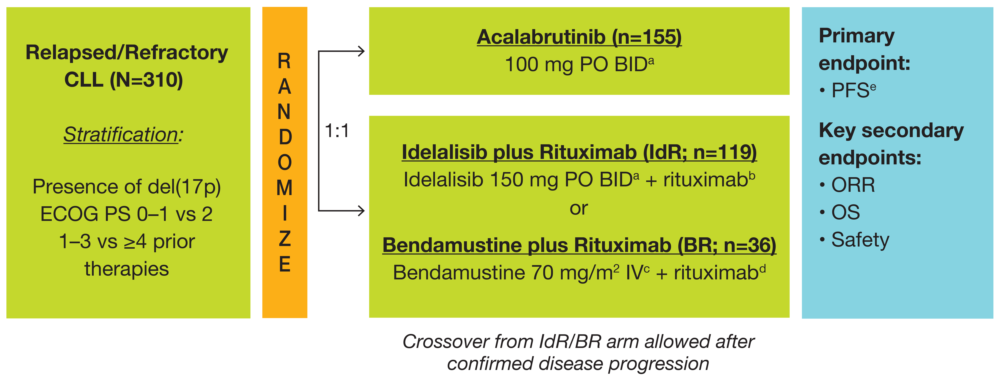 Relapsed/Refractory
CLL (N=310)
Stratification:
Presence of del(17p)
ECOG PS 0–1 vs 2
1–3 vs ≥4 prior
therapies
RANDOMIZE
1:1
Acalabrutinib (n=155)
100 mg PO BIDᵃ
Idelalisib plus Rituximab (IdR; n=119)
Idelalisib 150 mg PO BIDᵃ + rituximabᵇ
or
Bendamustine plus Rituximab (BR; n=36)
Bendamustine 70 mg/m² IVᶜ + rituximabᵈ
Crossover from IdR/BR arm allowed after
confirmed disease progression
Primary
endpoint:
• PFSᵉ
Key secondary
endpoints:
• ORR
• OS
• Safety